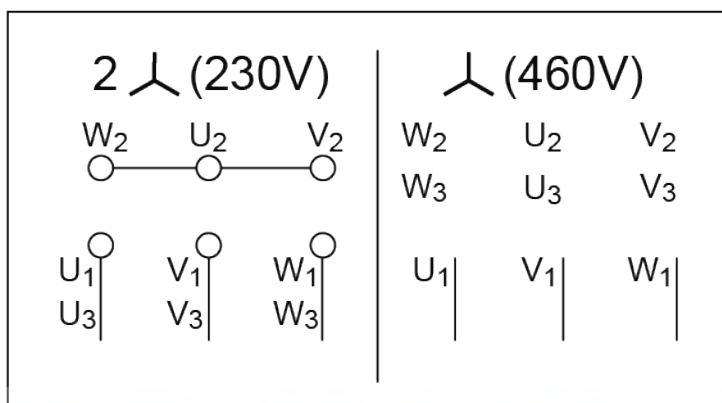 2 (230V)
W2 U2 V2
U1 V1 W1
U3 V3 W3
(460V)
W2 U2 V2
W3 U3 V3
U1 V1 W1